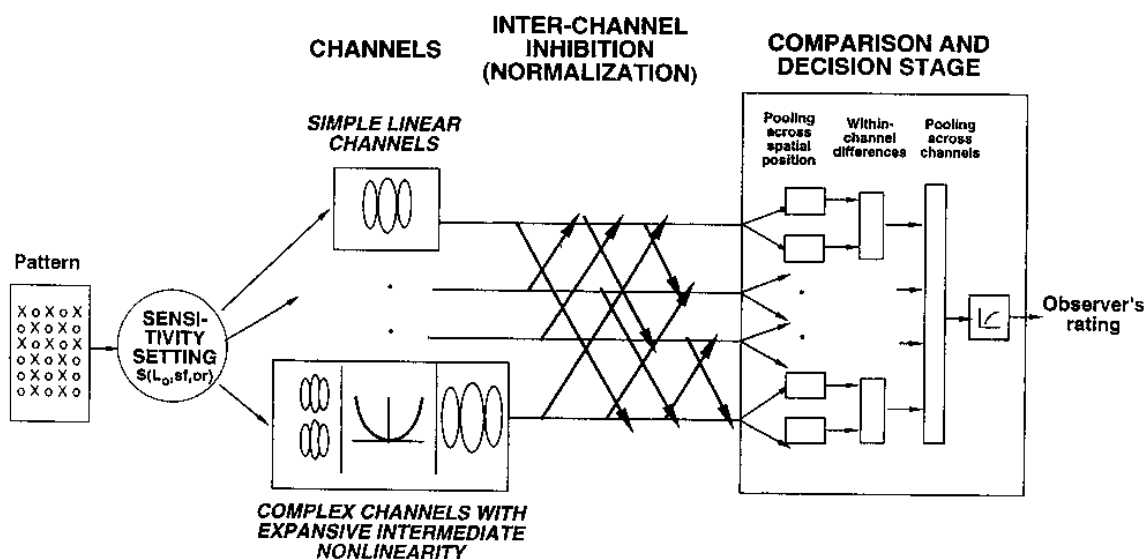 CHANNELS
INTER-CHANNEL
INHIBITION
(NORMALIZATION)
COMPARISON AND
DECISION STAGE
SIMPLE LINEAR
CHANNELS
Pooling
across
spatial
position
Within-
channel
differences
Pooling
across
channels
Pattern
X o X o X
o X o X o
X o X o X
o X o X o
X o X o X
o X o X o
SENSI-
TIVITY
SETTING
S(Lo,sf,or)
Observer's
rating
COMPLEX CHANNELS WITH
EXPANSIVE INTERMEDIATE
NONLINEARITY